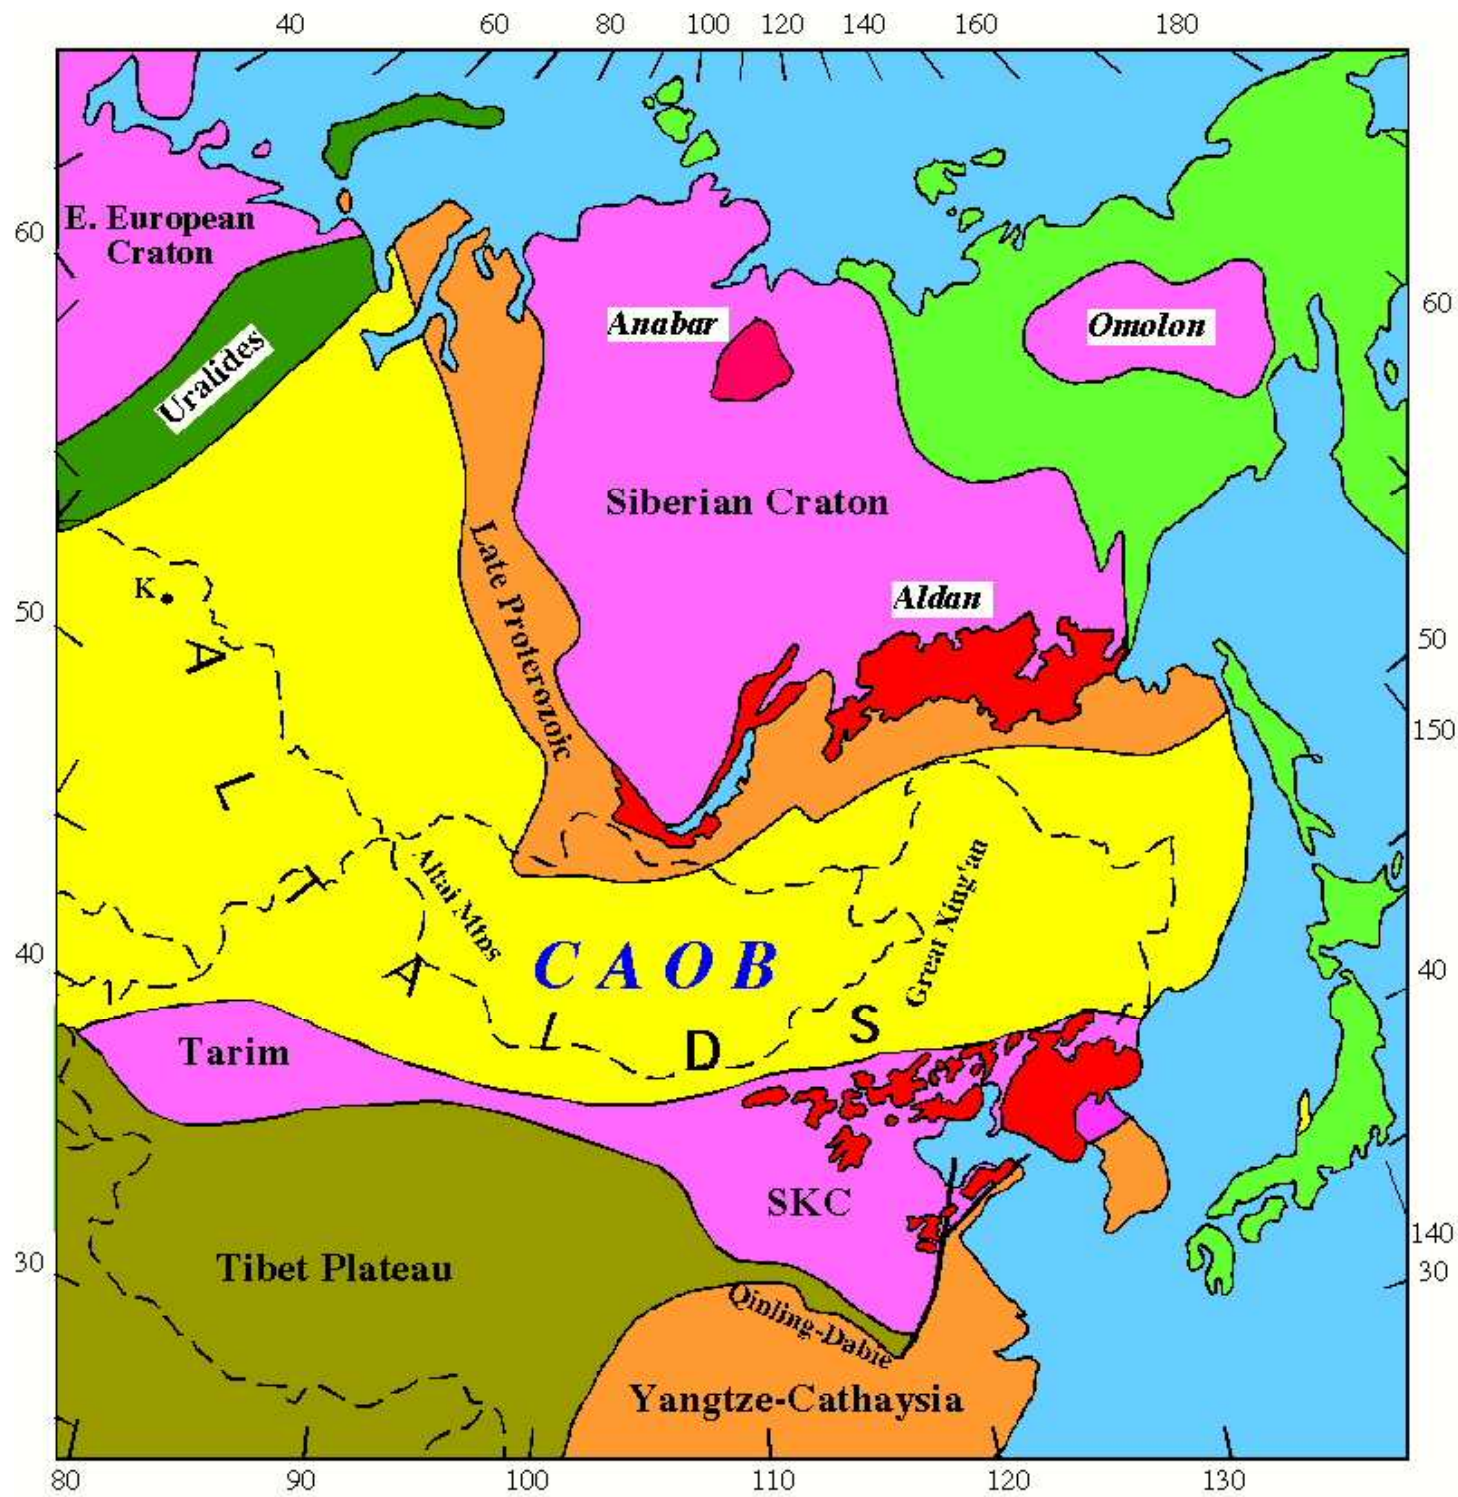 40 60 80 100 120 140 160 180
E. European
Craton
60
60
Anabar
Omolon
Uralides
Siberian Craton
Late Proterozoic
K
Aldan
50
50
150
A L T A I D S
Altai Mtns
Great Xing'an
C A O B
40
40
Tarim
SKC
Tibet Plateau
140
30
30
Qinling-Dabie
Yangtze-Cathaysia
80 90 100 110 120 130